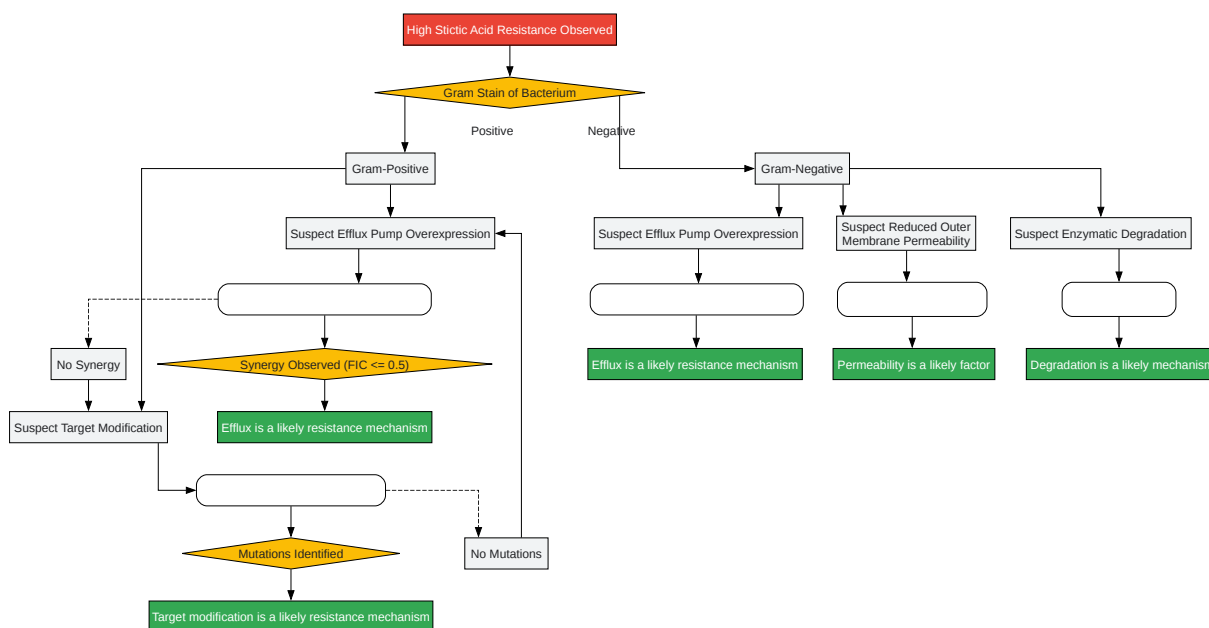 High Stictic Acid Resistance Observed
Gram Stain of Bacterium
Positive
Negative
Gram-Positive
Gram-Negative
Suspect Efflux Pump Overexpression
Suspect Efflux Pump Overexpression
Suspect Reduced Outer
Membrane Permeability
Suspect Enzymatic Degradation
No Synergy
Synergy Observed (FIC <= 0.5)
Efflux is a likely resistance mechanism
Permeability is a likely factor
Degradation is a likely mechanism
Suspect Target Modification
Efflux is a likely resistance mechanism
Mutations Identified
No Mutations
Target modification is a likely resistance mechanism